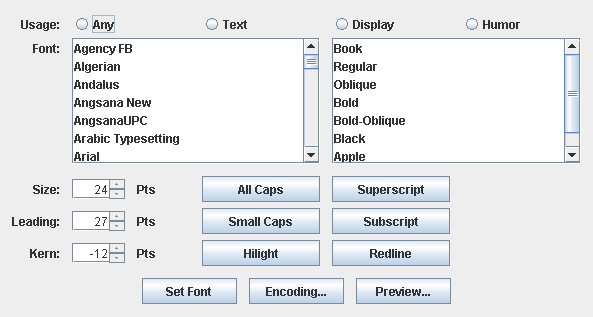 Usage: Any Text Display Humor
Font: Agency FB Book
Algerian Regular
Andalus Oblique
Angsana New Bold
AngsanaUPC Bold-Oblique
Arabic Typesetting Black
Arial Apple
Size: 24 Pts All Caps Superscript
Leading: 27 Pts Small Caps Subscript
Kern: -12 Pts Hilight Redline
Set Font Encoding... Preview...